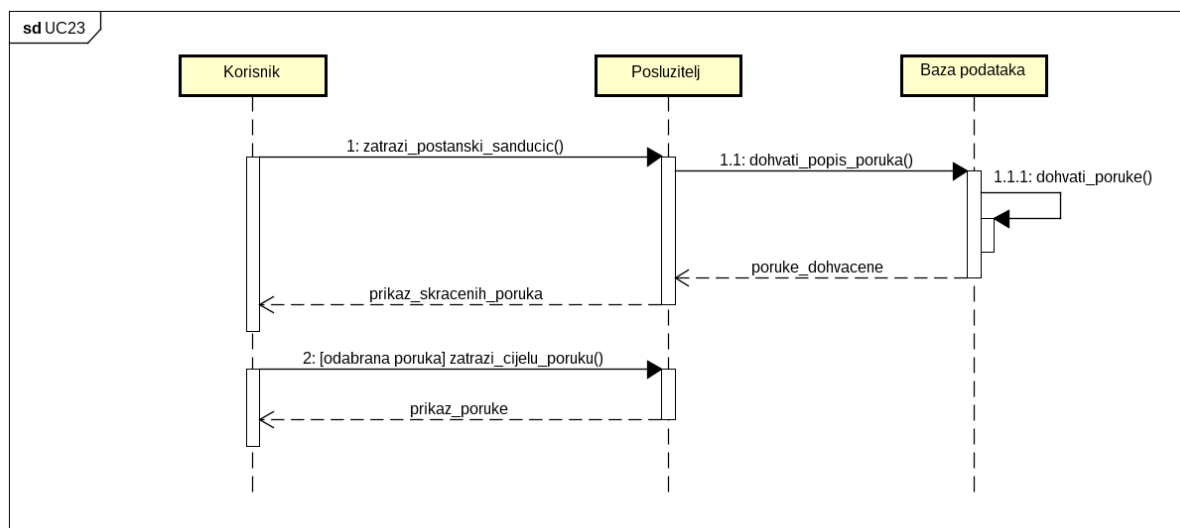 sd UC23
Korisnik
Posluzitelj
Baza podataka
1: zatrazi_postanski_sanducic()
1.1: dohvati_popis_poruka()
1.1.1: dohvati_poruke()
poruke_dohvacene
prikaz_skracenih_poruka
2: [odabrana poruka] zatrazi_cijelu_poruku()
prikaz_poruke